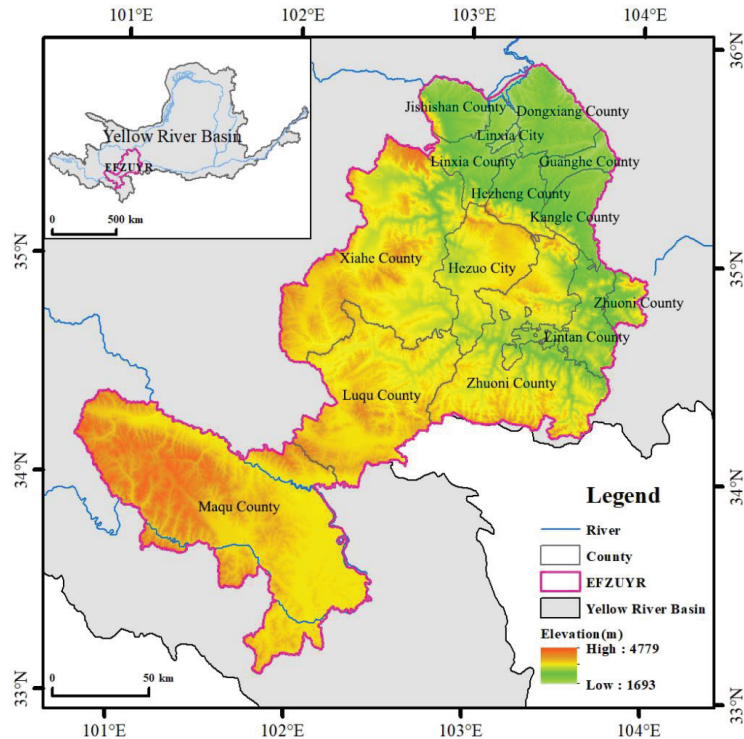 101°E
102°E
103°E
104°E
36°N
36°N
35°N
35°N
34°N
34°N
33°N
33°N
101°E
102°E
103°E
104°E
Yellow River Basin
EFZUYR
0
500 km
Jishishan County
Dongxiang County
Linxia City
Linxia County
Guanghe County
Hezheng County
Kangle County
Xiahe County
Hezuo City
Zhuoni County
Lintan County
Zhuoni County
Luqu County
Maqu County
0
50 km
Legend
River
County
EFZUYR
Yellow River Basin
Elevation(m)
High : 4779
Low : 1693